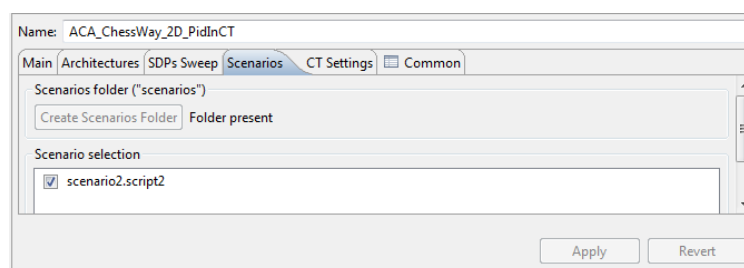 Name: ACA_ChessWay_2D_PidInCT
Main Architectures SDPs Sweep Scenarios CT Settings Common
Scenarios folder ("scenarios")
Create Scenarios Folder Folder present
Scenario selection
scenario2.script2
Apply Revert